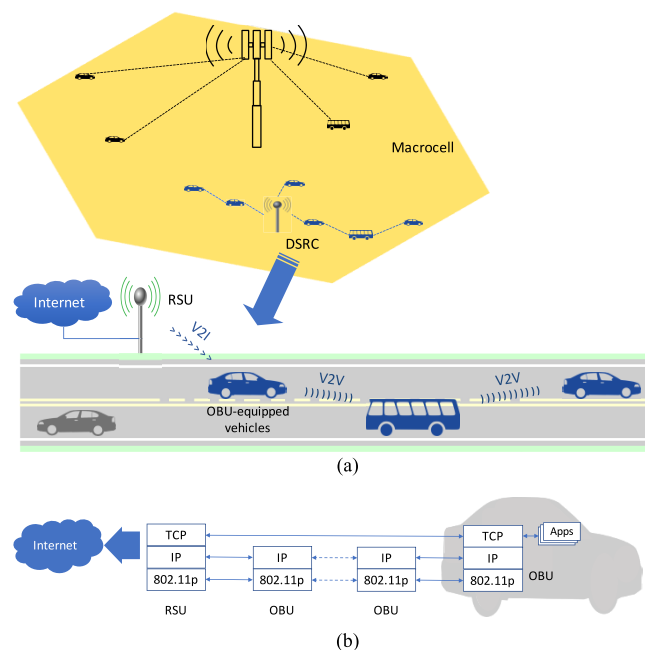 Macrocell
DSRC
Internet
RSU
V2I
V2V
V2V
OBU-equipped
vehicles
(a)
TCP
TCP
Apps
Internet
IP
IP
IP
IP
OBU
802.11p
802.11p
802.11p
802.11p
RSU
OBU
OBU
(b)